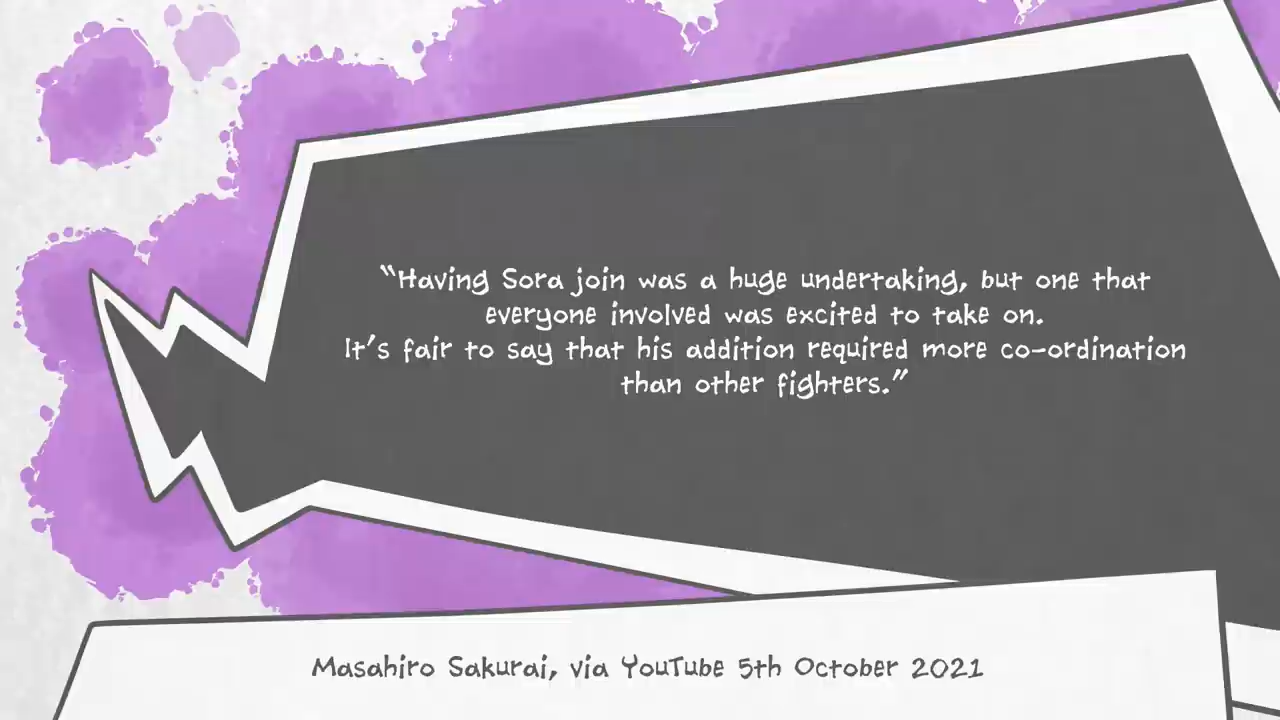 “Having Sora join was a huge undertaking, but one that
everyone involved was excited to take on.
It's fair to say that his addition required more co-ordination
than other fighters.”
Masahiro Sakurai, via YouTube 5th October 2021